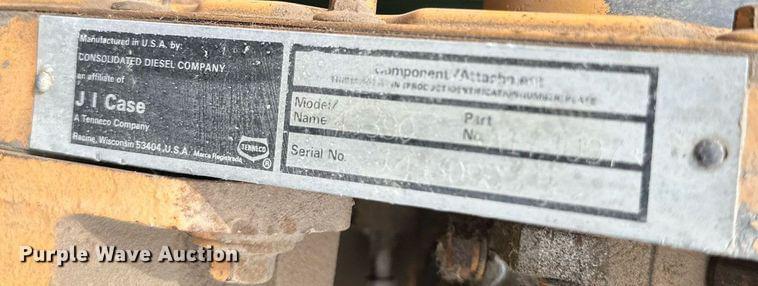 Manufactured in U.S.A. by:
CONSOLIDATED DIESEL COMPANY
an affiliate of
J I Case
A Tenneco Company
Racine, Wisconsin 53404, U.S.A. Marca Registrada
TENNECO
®
Component/Attachment
Model/
Name
Part
No.
Serial No.
Purple Wave Auction